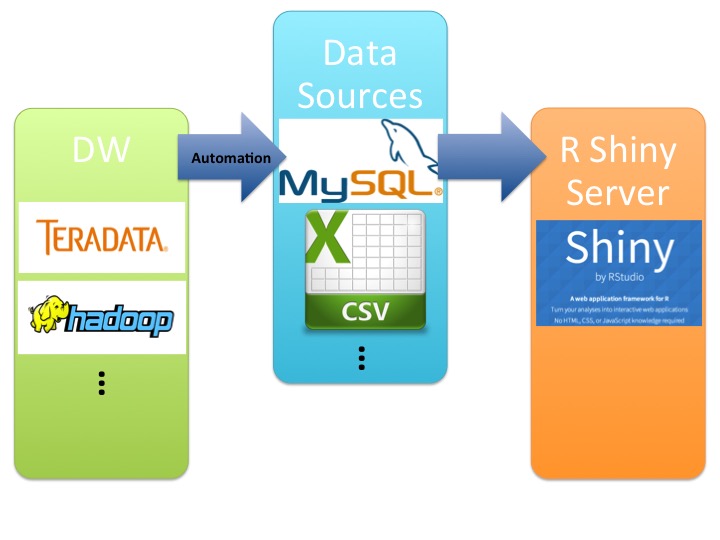 DW
TERADATA®
hadoop
Automation
Data
Sources
MySQL®
X
CSV
R Shiny
Server
Shiny
by RStudio
A web application framework for R
Turn your analyses into interactive web applications
No HTML, CSS, or JavaScript knowledge required